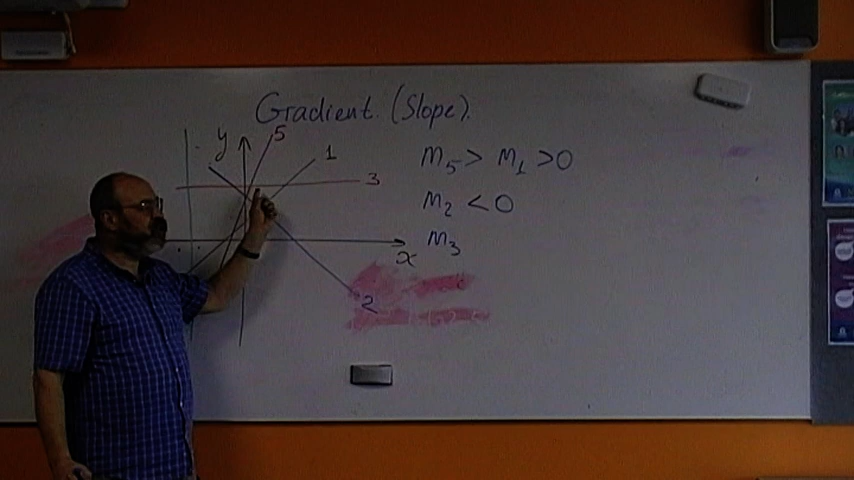 Gradient. (Slope).
y
5
1
3
x
2
m₅ > m₁ > 0
m₂ < 0
m₃